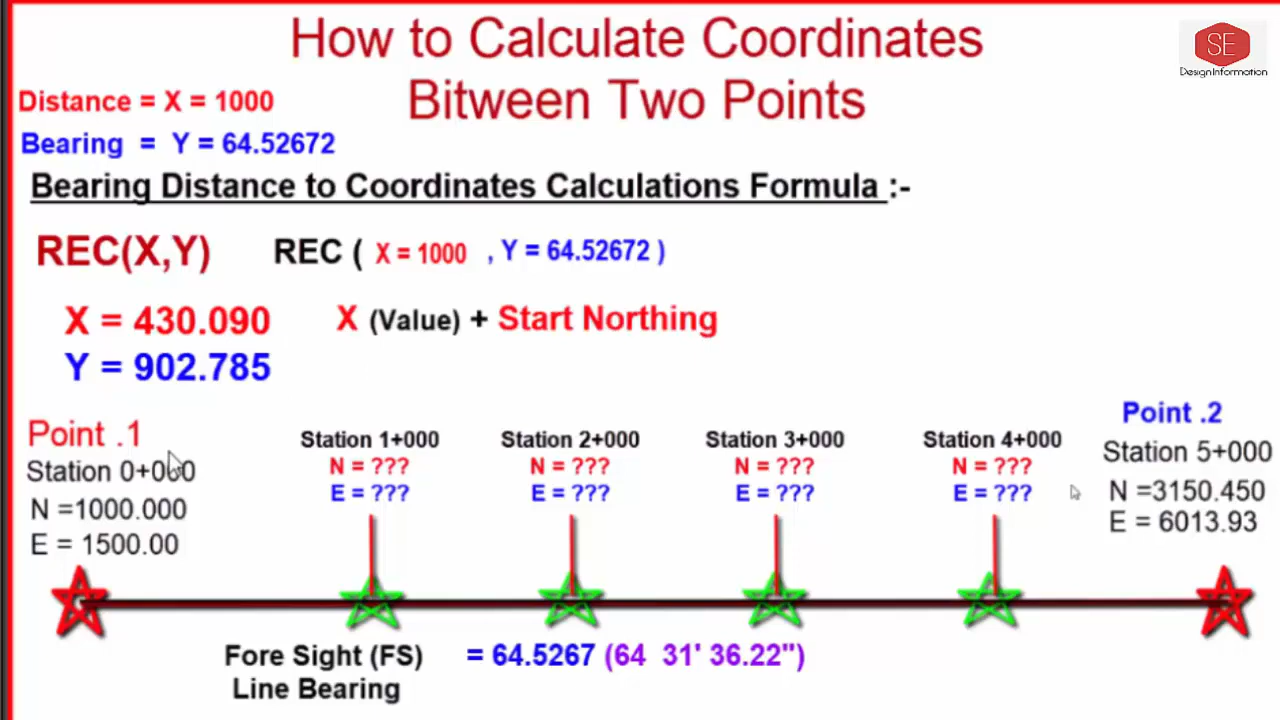 How to Calculate Coordinates
Bitween Two Points
SE
Design Information
Distance = X = 1000
Bearing = Y = 64.52672
Bearing Distance to Coordinates Calculations Formula :-
REC(X,Y) REC ( X = 1000 , Y = 64.52672 )
X = 430.090 X (Value) + Start Northing
Y = 902.785
Point .1
Station 0+000
N =1000.000
E = 1500.00
Station 1+000
N = ???
E = ???
Station 2+000
N = ???
E = ???
Station 3+000
N = ???
E = ???
Station 4+000
N = ???
E = ???
Point .2
Station 5+000
N =3150.450
E = 6013.93
Fore Sight (FS) = 64.5267 (64 31' 36.22")
Line Bearing